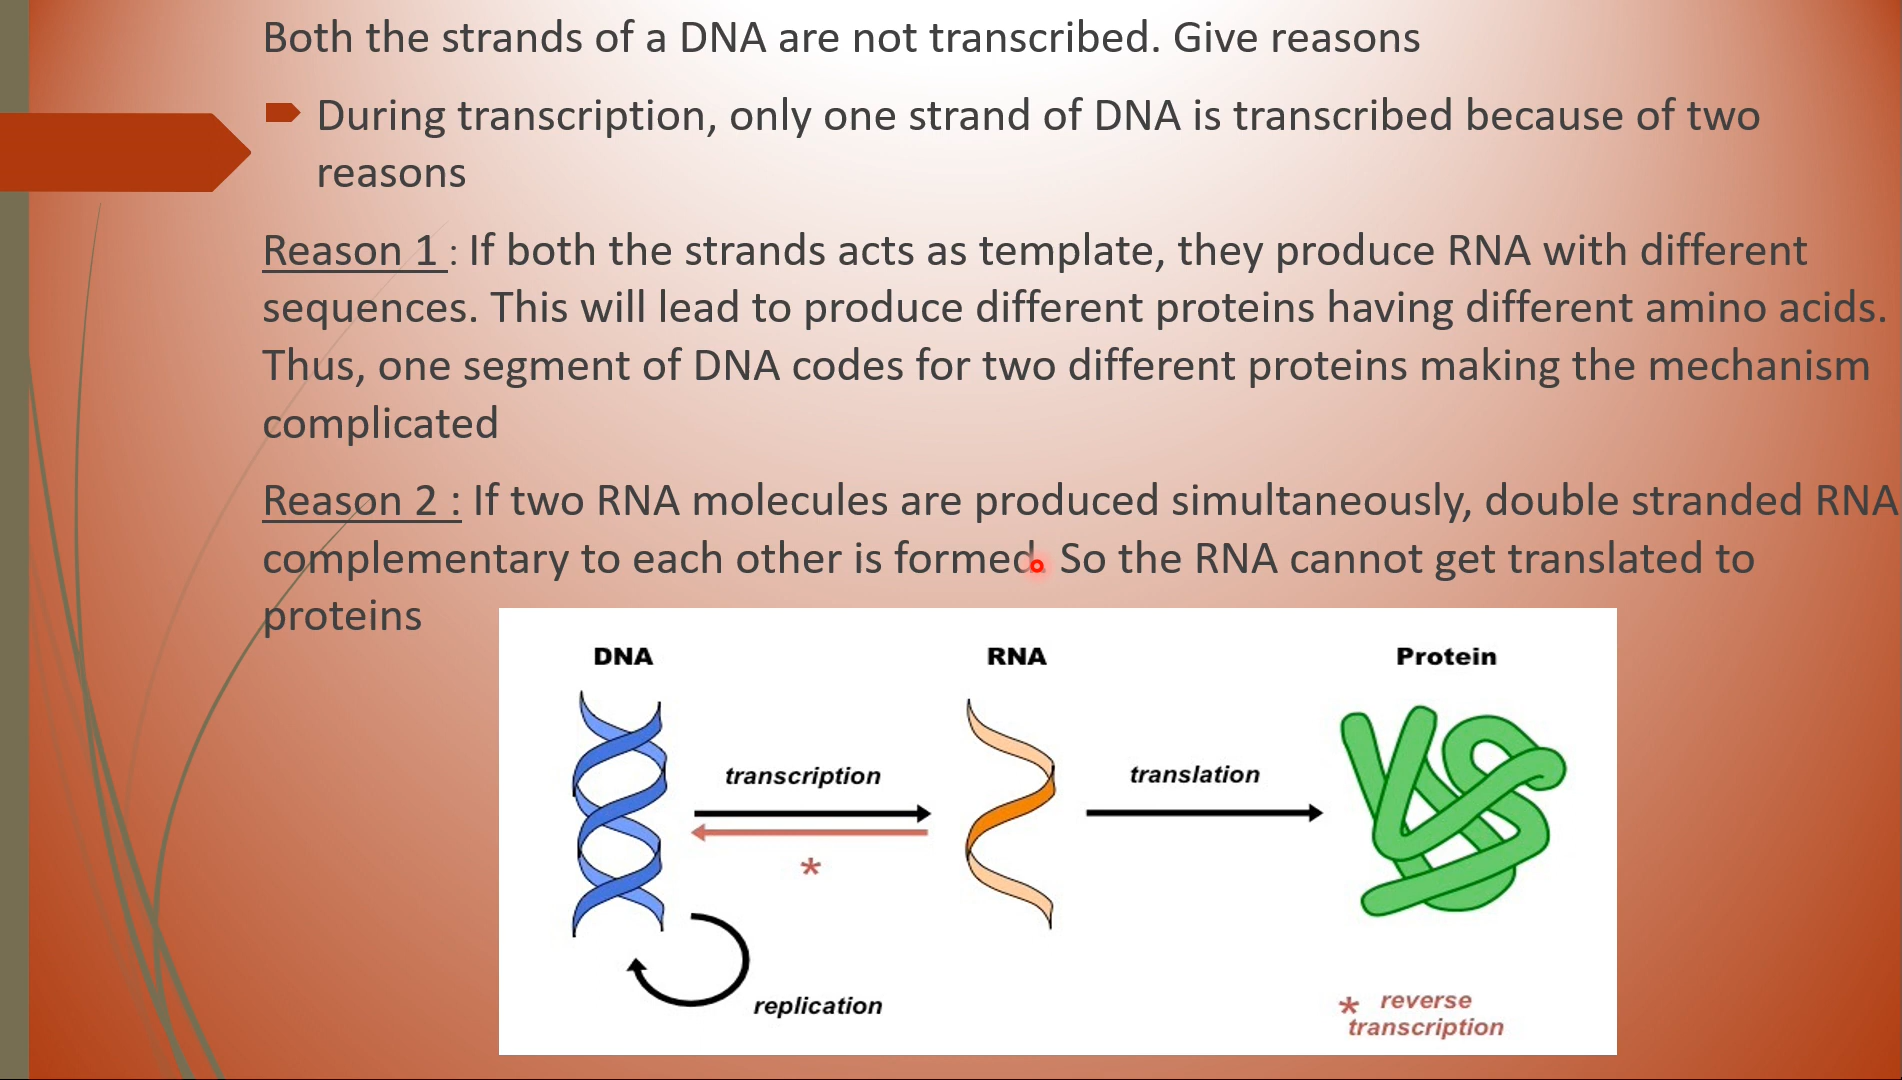 Both the strands of a DNA are not transcribed. Give reasons
During transcription, only one strand of DNA is transcribed because of two
reasons
Reason 1 : If both the strands acts as template, they produce RNA with different
sequences. This will lead to produce different proteins having different amino acids.
Thus, one segment of DNA codes for two different proteins making the mechanism
complicated
Reason 2 : If two RNA molecules are produced simultaneously, double stranded RNA
complementary to each other is formed. So the RNA cannot get translated to
proteins
DNA RNA Protein
transcription translation
*
replication
* reverse
transcription